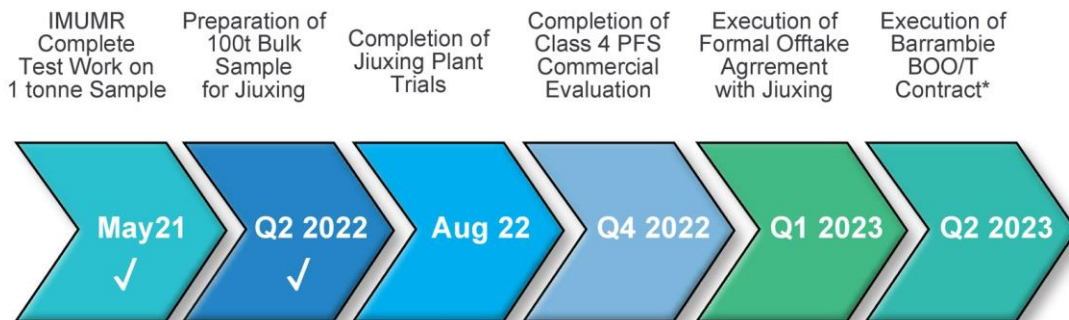 IMUMR
Complete
Test Work on
1 tonne Sample
Preparation of
100t Bulk
Sample
for Jiuxing
Completion of
Jiuxing Plant
Trials
Completion of
Class 4 PFS
Commercial
Evaluation
Execution of
Formal Offtake
Agrrement
with Jiuxing
Execution of
Barrambie
BOO/T
Contract*
May21
√
Q2 2022
√
Aug 22
Q4 2022
Q1 2023
Q2 2023